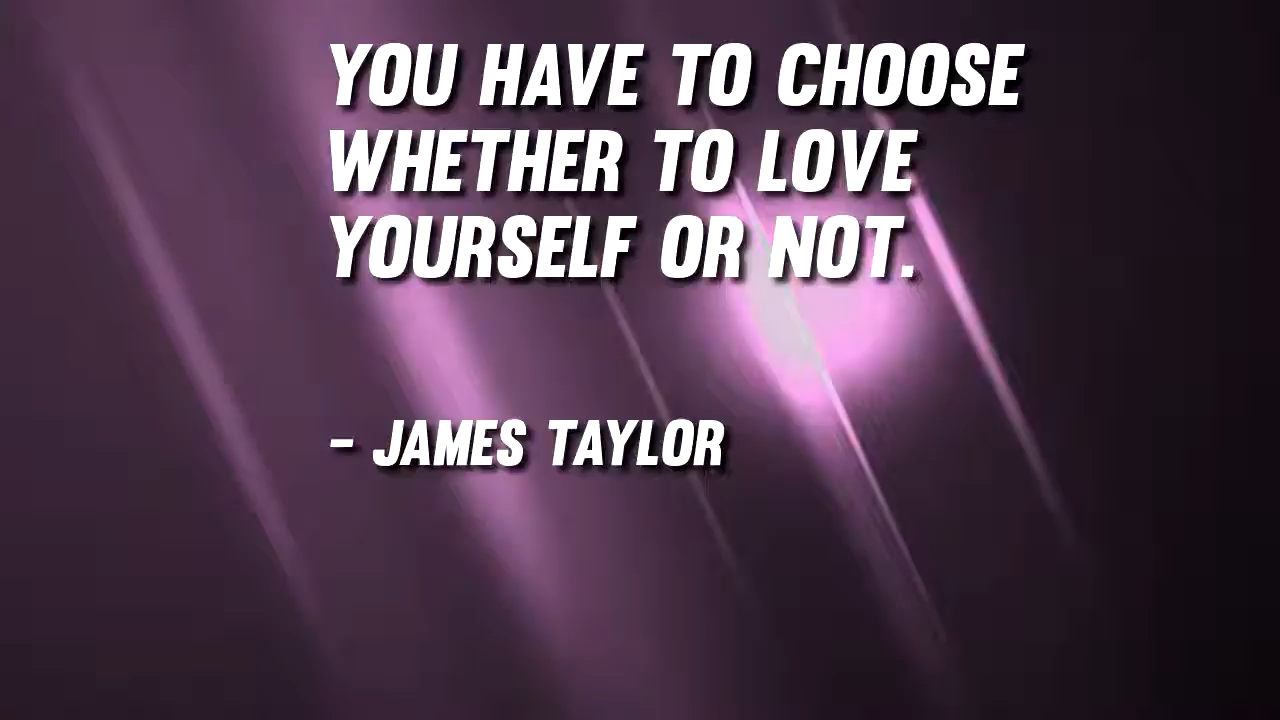 YOU HAVE TO CHOOSE
WHETHER TO LOVE
YOURSELF OR NOT.
- JAMES TAYLOR